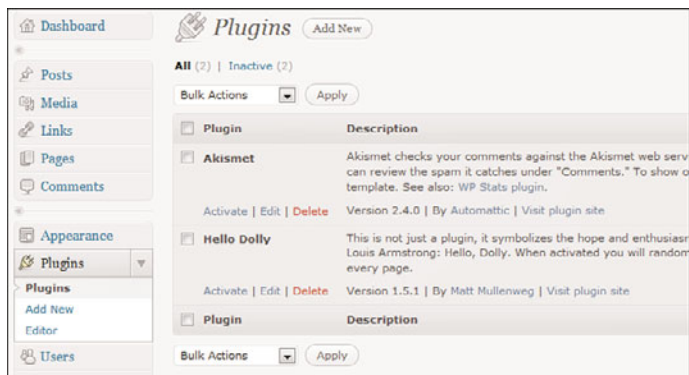 Dashboard
Posts
Media
Links
Pages
Comments
Appearance
Plugins
Plugins
Add New
Editor
Users
Plugins Add New
All (2) | Inactive (2)
Bulk Actions Apply
Plugin Description
Akismet Akismet checks your comments against the Akismet web serv
can review the spam it catches under "Comments." To show o
template. See also: WP Stats plugin.
Activate | Edit | Delete Version 2.4.0 | By Automattic | Visit plugin site
Hello Dolly This is not just a plugin, it symbolizes the hope and enthusiasm
Louis Armstrong: Hello, Dolly. When activated you will random
every page.
Activate | Edit | Delete Version 1.5.1 | By Matt Mullenweg | Visit plugin site
Plugin Description
Bulk Actions Apply